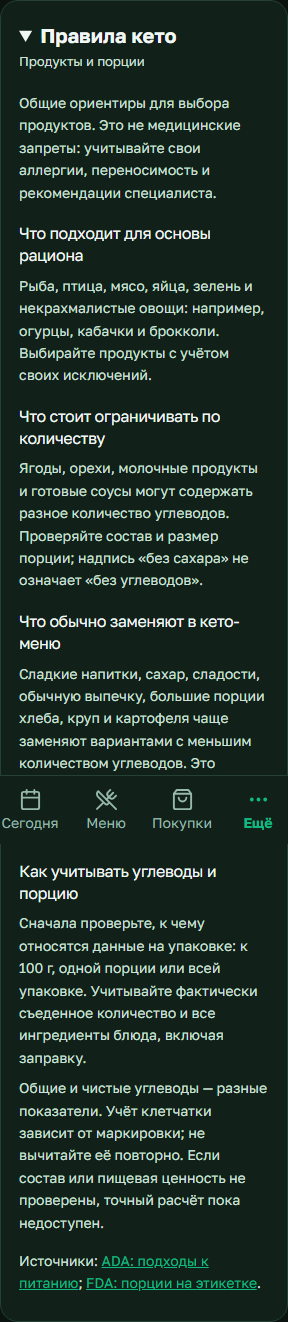 Правила кето
Продукты и порции
Общие ориентиры для выбора
продуктов. Это не медицинские
запреты: учитывайте свои
аллергии, переносимость и
рекомендации специалиста.
Что подходит для основы
рациона
Рыба, птица, мясо, яйца, зелень и
некрахмалистые овощи: например,
огурцы, кабачки и брокколи.
Выбирайте продукты с учётом
своих исключений.
Что стоит ограничивать по
количеству
Ягоды, орехи, молочные продукты
и готовые соусы могут содержать
разное количество углеводов.
Проверяйте состав и размер
порции; надпись «без сахара» не
означает «без углеводов».
Что обычно заменяют в кето-
меню
Сладкие напитки, сахар, сладости,
обычную выпечку, большие порции
хлеба, круп и картофеля чаще
заменяют вариантами с меньшим
количеством углеводов. Это
Сегодня Меню Покупки Ещё
Как учитывать углеводы и
порцию
Сначала проверьте, к чему
относятся данные на упаковке: к
100 г, одной порции или всей
упаковке. Учитывайте фактически
съеденное количество и все
ингредиенты блюда, включая
заправку.
Общие и чистые углеводы — разные
показатели. Учёт клетчатки
зависит от маркировки; не
вычитайте её повторно. Если
состав или пищевая ценность не
проверены, точный расчёт пока
недоступен.
Источники: ADA: подходы к
питанию; FDA: порции на этикетке.